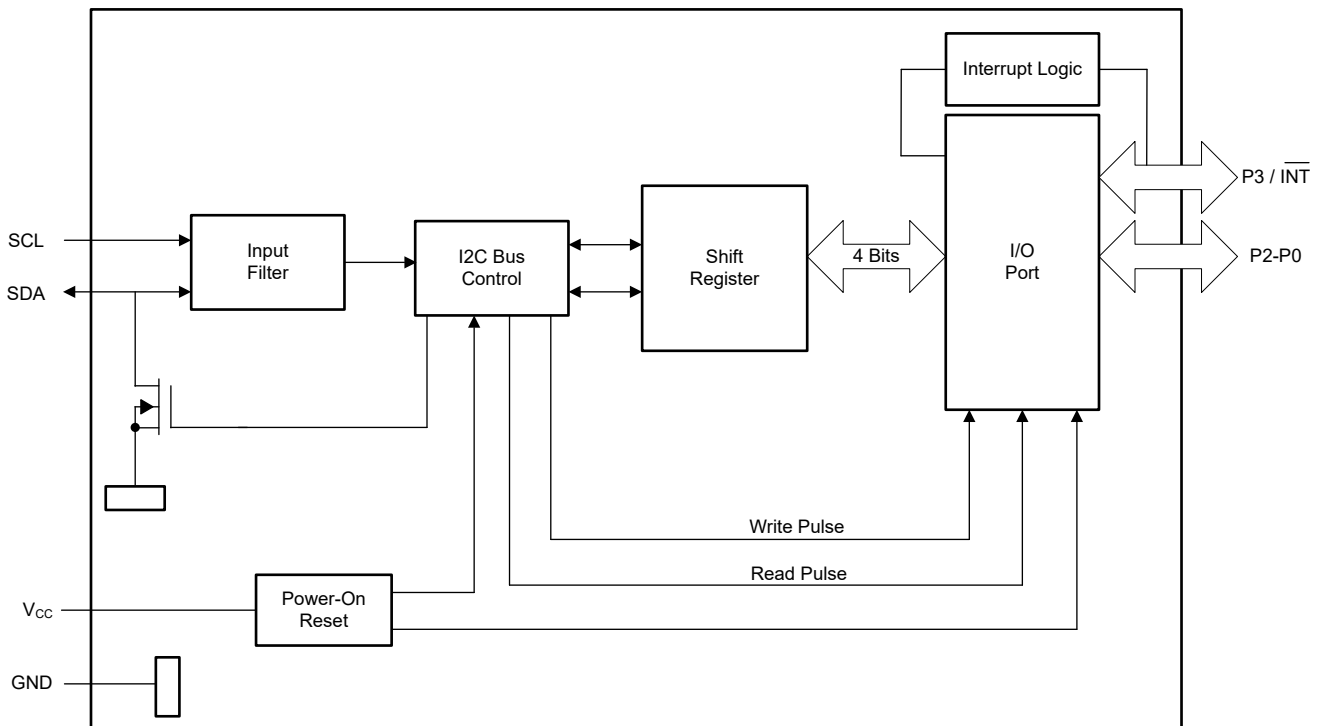 Interrupt Logic
P3 / I̅N̅T̅
SCL
Input
Filter
I2C Bus
Control
Shift
Register
4 Bits
I/O
Port
P2-P0
SDA
Write Pulse
Read Pulse
VCC
Power-On
Reset
GND